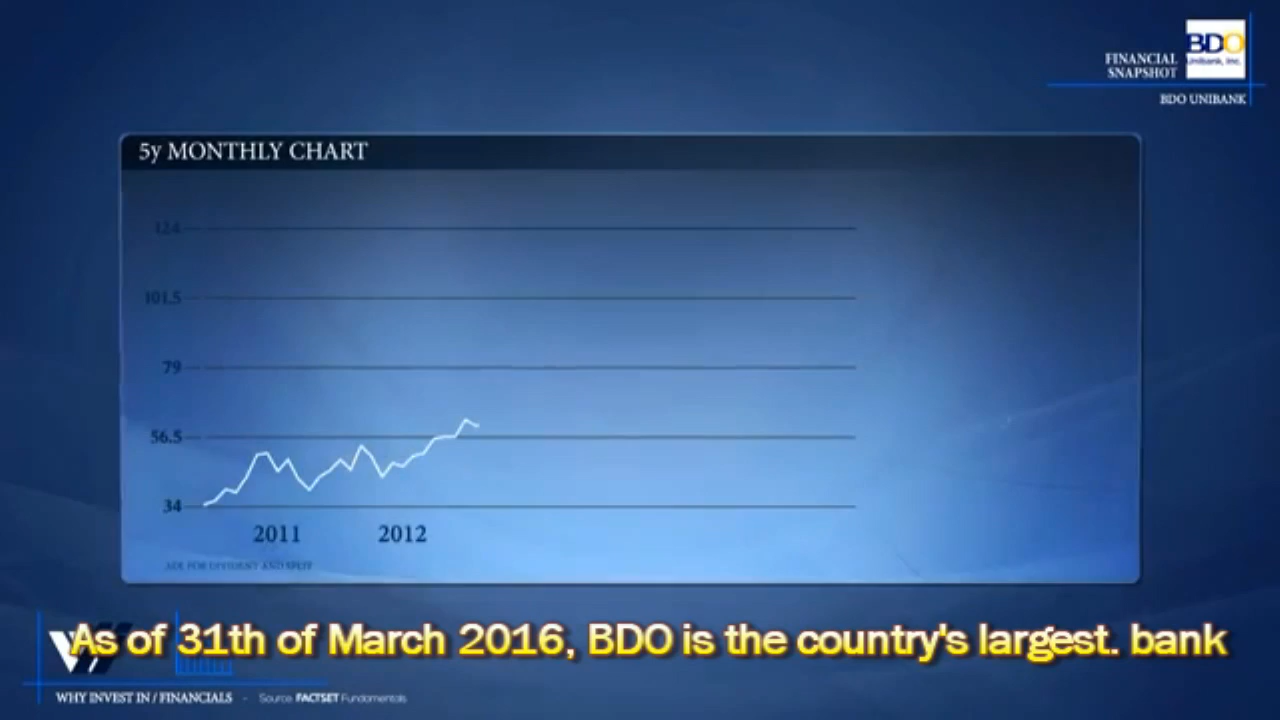 BDO
Unibank, Inc.
FINANCIAL
SNAPSHOT
BDO UNIBANK
5y MONTHLY CHART
124
101.5
79
56.5
34
2011
2012
ADJ. FOR DIVIDENT AND SPLIT
As of 31th of March 2016, BDO is the country's largest. bank
WHY INVEST IN / FINANCIALS - Source: FACTSET Fundamentals